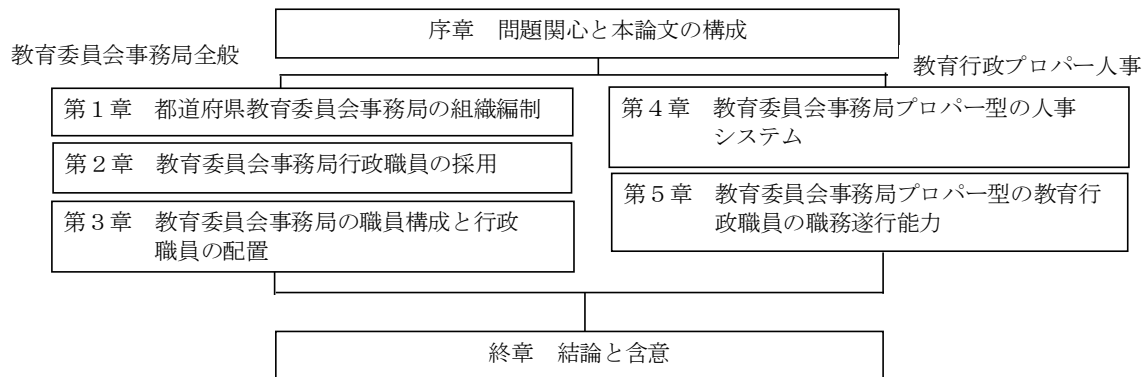 序章　問題関心と本論文の構成
教育委員会事務局全般
教育行政プロパー人事
第１章　都道府県教育委員会事務局の組織編制
第２章　教育委員会事務局行政職員の採用
第３章　教育委員会事務局の職員構成と行政
職員の配置
第４章　教育委員会事務局プロパー型の人事
システム
第５章　教育委員会事務局プロパー型の教育行
政職員の職務遂行能力
終章　結論と含意